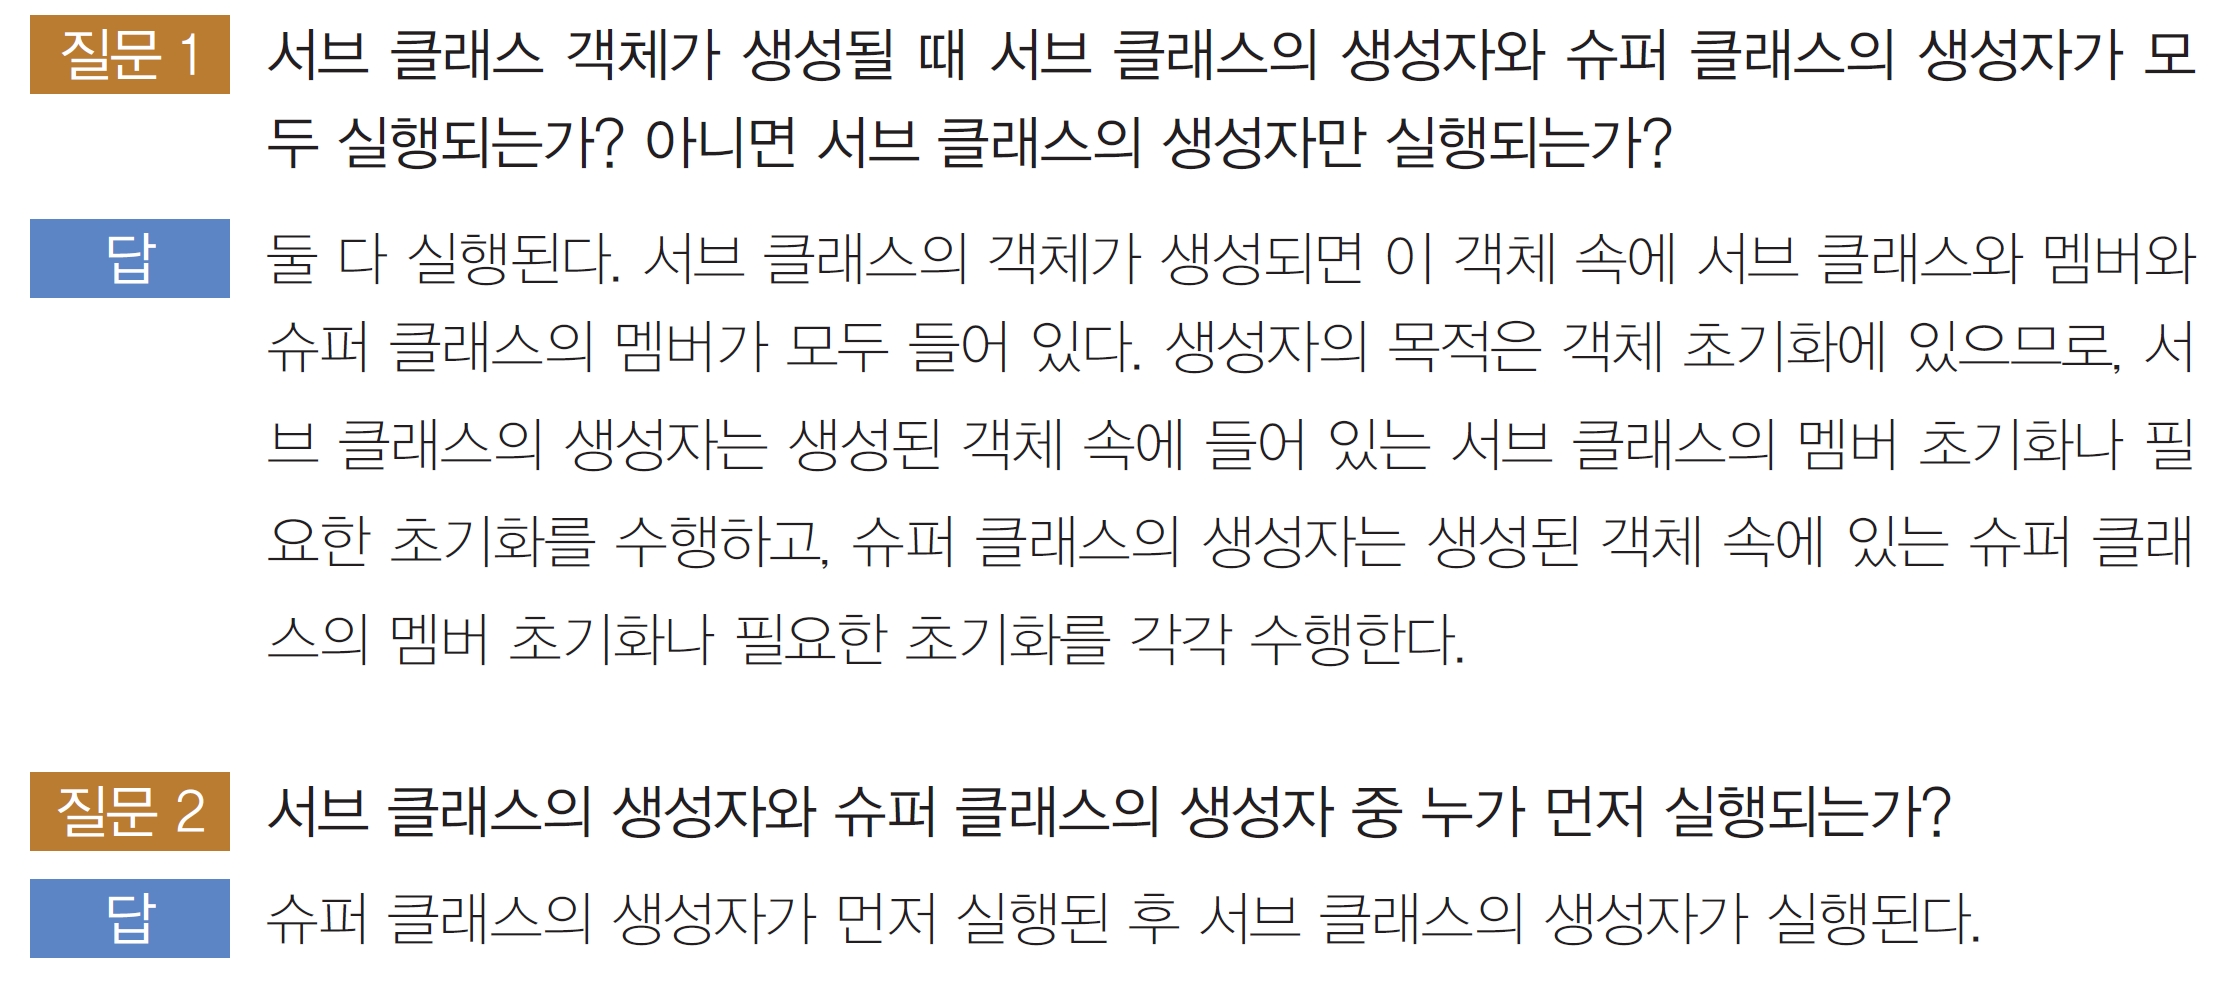 질문 1 서브 클래스 객체가 생성될 때 서브 클래스의 생성자와 슈퍼 클래스의 생성자가 모
두 실행되는가? 아니면 서브 클래스의 생성자만 실행되는가?
답 둘 다 실행된다. 서브 클래스의 객체가 생성되면 이 객체 속에 서브 클래스와 멤버와
슈퍼 클래스의 멤버가 모두 들어 있다. 생성자의 목적은 객체 초기화에 있으므로, 서
브 클래스의 생성자는 생성된 객체 속에 들어 있는 서브 클래스의 멤버 초기화나 필
요한 초기화를 수행하고, 슈퍼 클래스의 생성자는 생성된 객체 속에 있는 슈퍼 클래
스의 멤버 초기화나 필요한 초기화를 각각 수행한다.
질문 2 서브 클래스의 생성자와 슈퍼 클래스의 생성자 중 누가 먼저 실행되는가?
답 슈퍼 클래스의 생성자가 먼저 실행된 후 서브 클래스의 생성자가 실행된다.